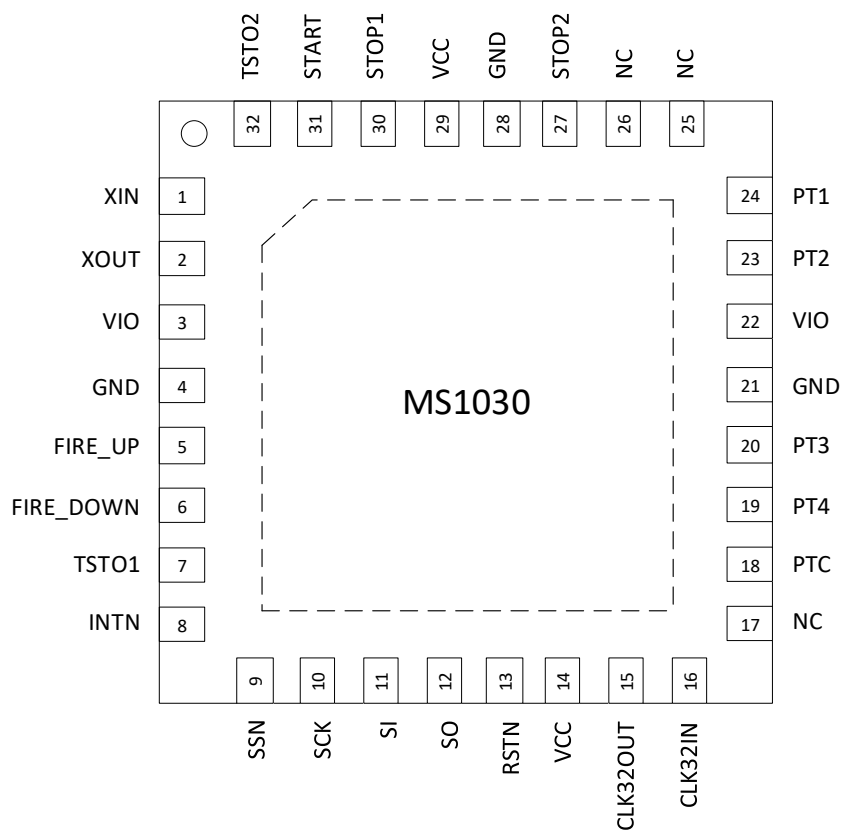 TSTO2
START
STOP1
VCC
GND
STOP2
NC
NC
32
31
30
29
28
27
26
25
XIN 1
XOUT 2
VIO 3
GND 4
FIRE_UP 5
FIRE_DOWN 6
TSTO1 7
INTN 8
MS1030
24 PT1
23 PT2
22 VIO
21 GND
20 PT3
19 PT4
18 PTC
17 NC
9
10
11
12
13
14
15
16
SSN
SCK
SI
SO
RSTN
VCC
CLK32OUT
CLK32IN